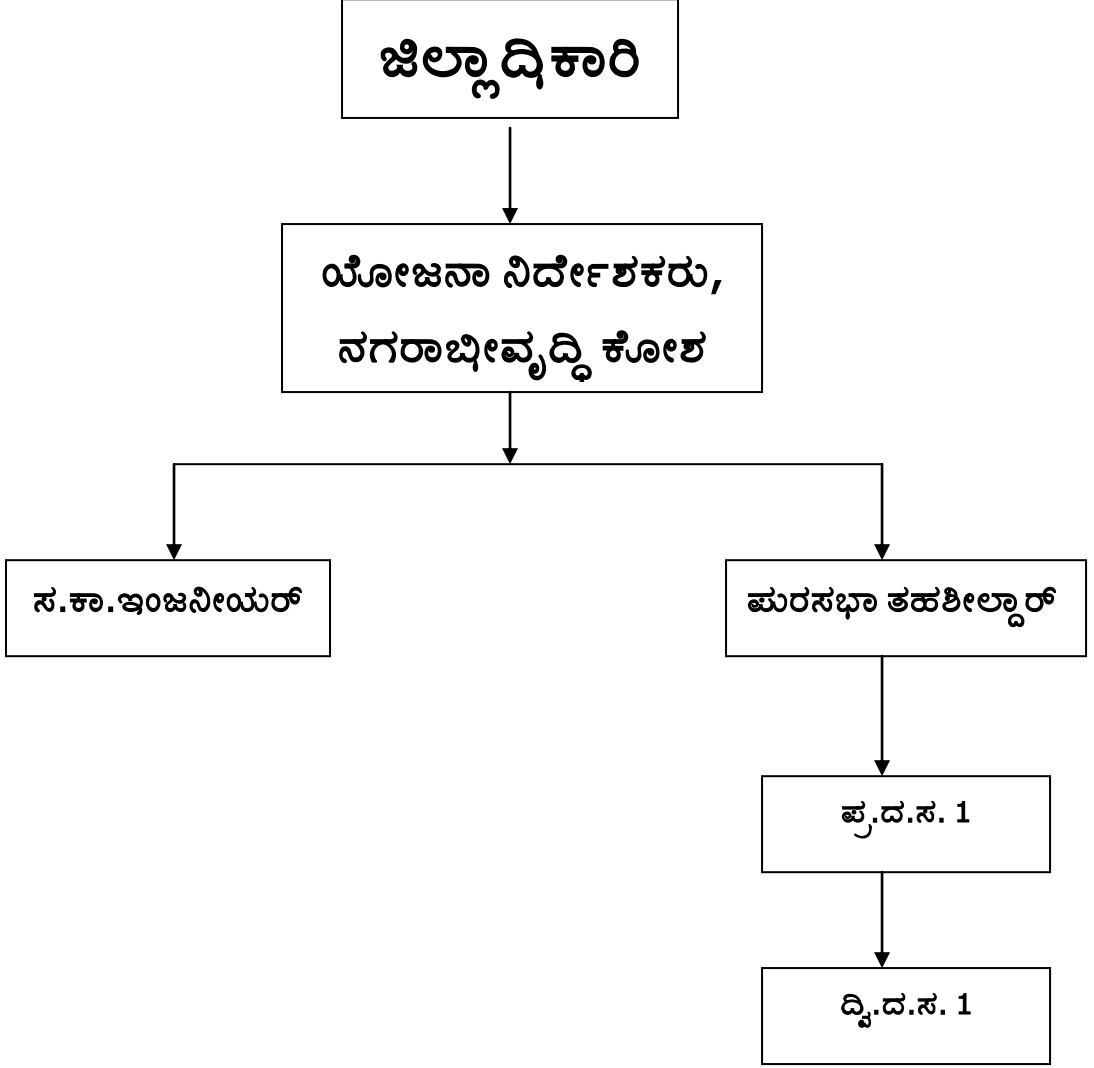 ಜಿಲ್ಲಾಧಿಕಾರಿ
ಯೋಜನಾ ನಿರ್ದೇಶಕರು,
ನಗರಾಭೀವೃದ್ಧಿ ಕೋಶ
ಸ.ಕಾ.ಇಂಜನೀಯರ್
ಪುರಸಭಾ ತಹಶೀಲ್ದಾರ್
ಪ್ರ.ದ.ಸ. 1
ದ್ವಿ.ದ.ಸ. 1